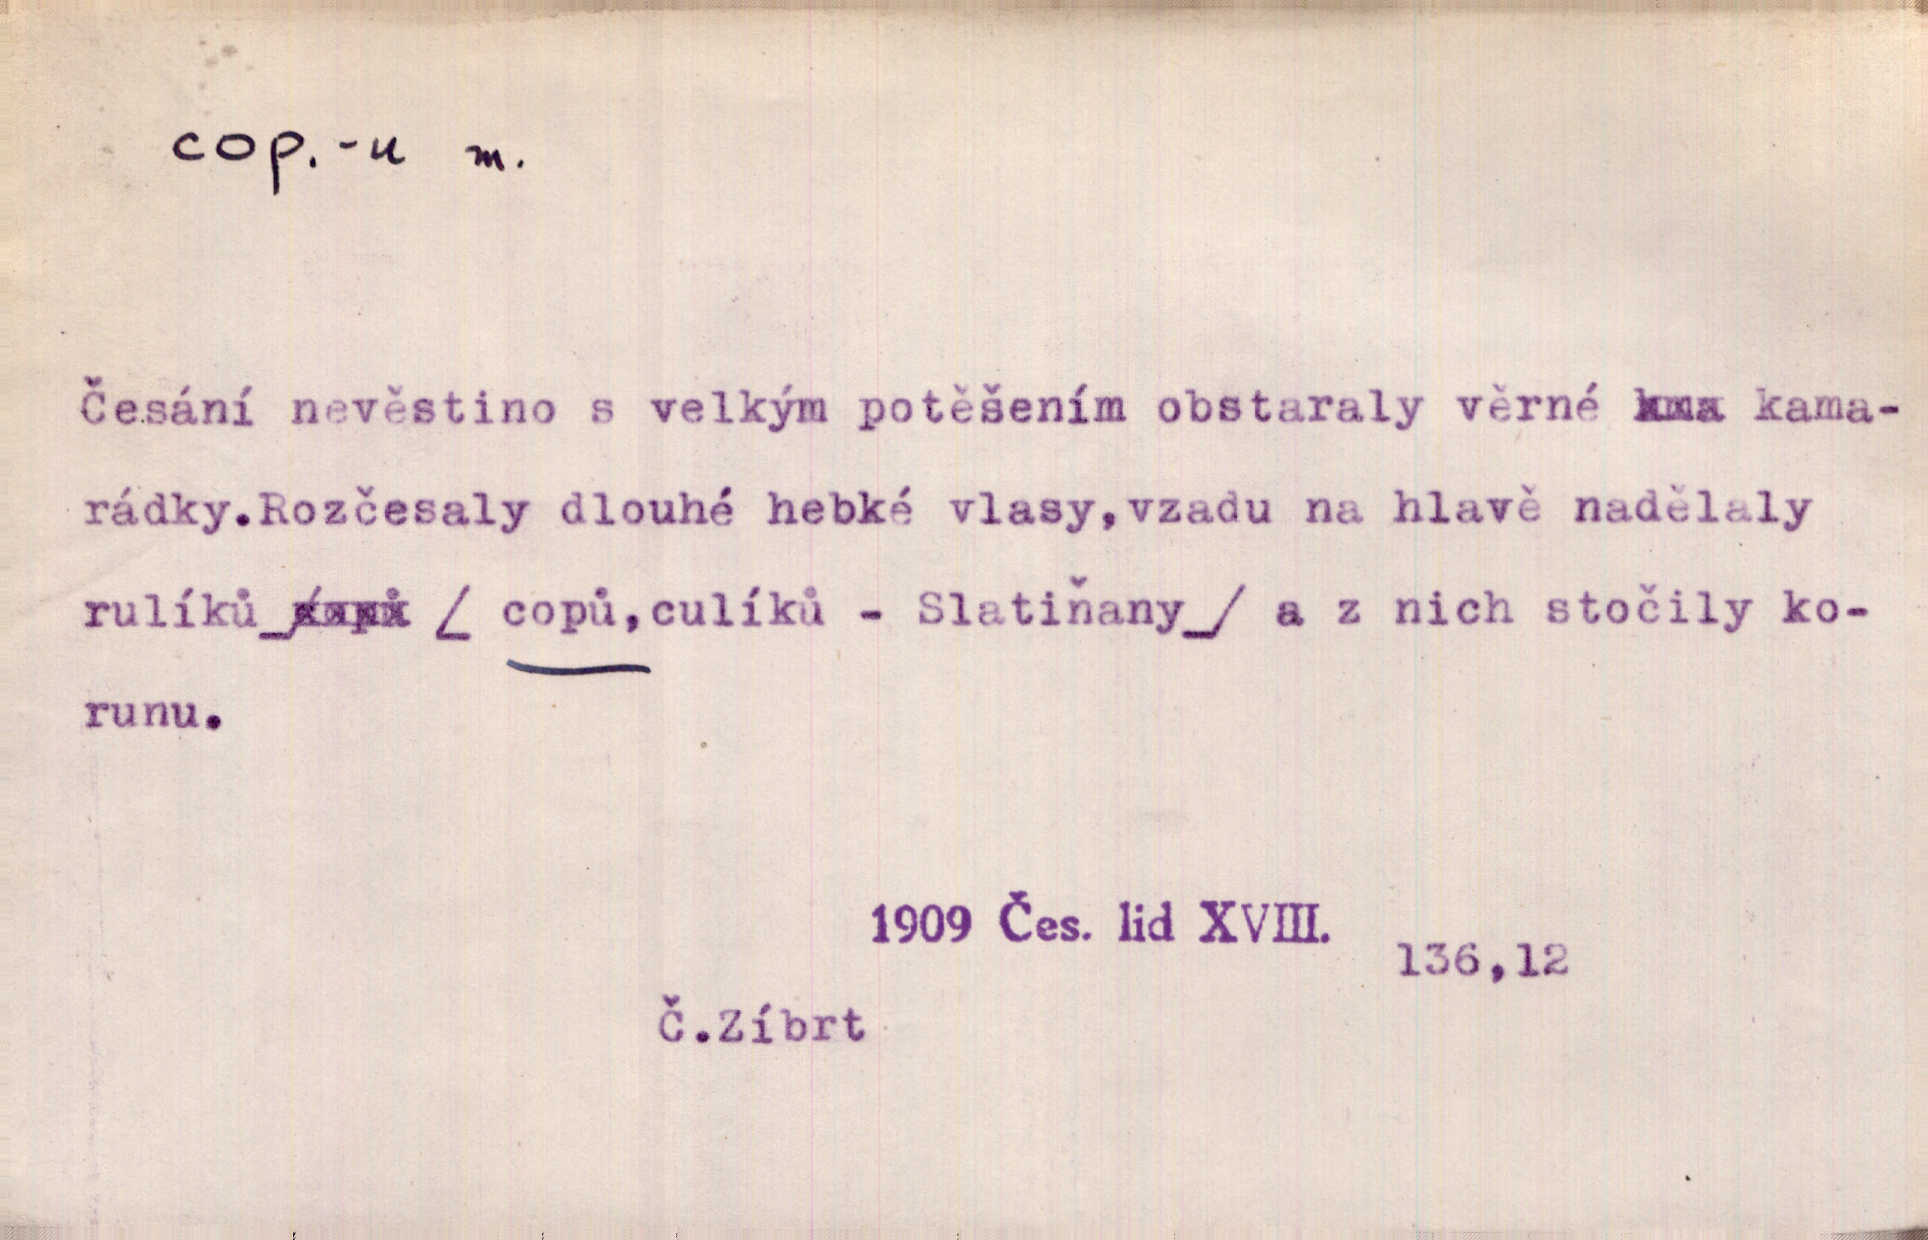 cop. -u m.
Česání nevěstino s velkým potěšením obstaraly věrné kama-
rádky.Rozčesaly dlouhé hebké vlasy,vzadu na hlavě nadělaly
rulíků / copů,culíků - Slatiňany_/ a z nich stočily ko-
runu.
1909 Čes. lid XVIII.
136,12
Č.Zíbrt